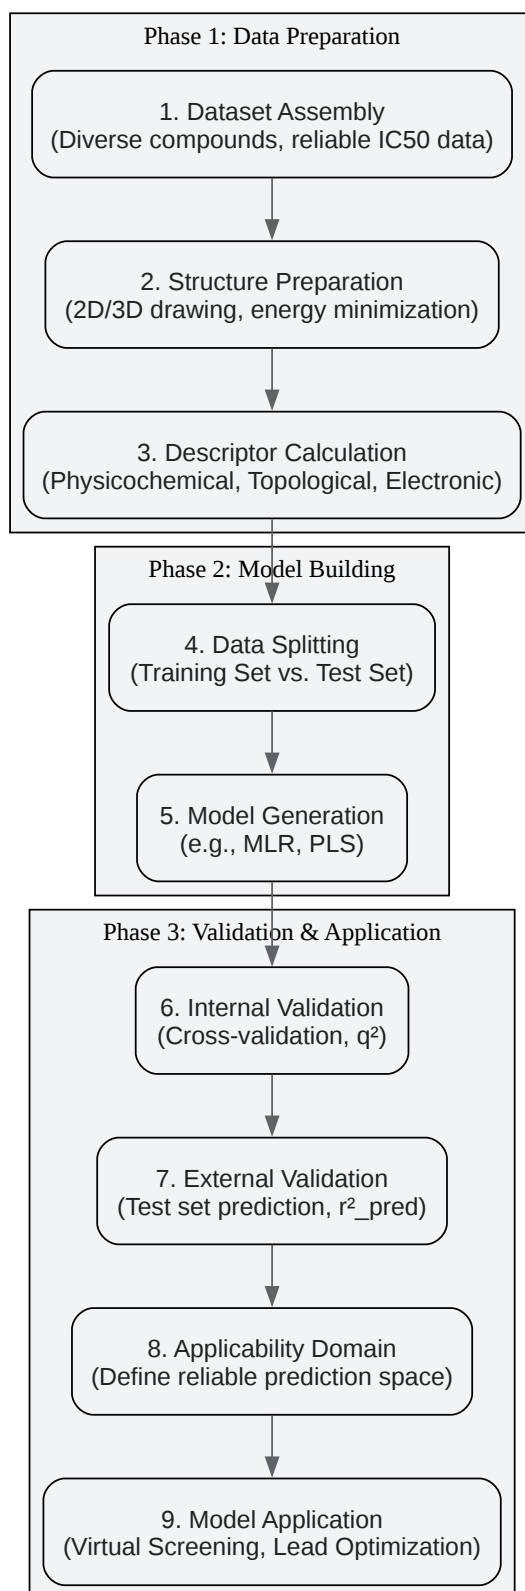 Phase 1: Data Preparation
1. Dataset Assembly
(Diverse compounds, reliable IC50 data)
2. Structure Preparation
(2D/3D drawing, energy minimization)
3. Descriptor Calculation
(Physicochemical, Topological, Electronic)
Phase 2: Model Building
4. Data Splitting
(Training Set vs. Test Set)
5. Model Generation
(e.g., MLR, PLS)
Phase 3: Validation & Application
6. Internal Validation
(Cross-validation, q²)
7. External Validation
(Test set prediction, r²_pred)
8. Applicability Domain
(Define reliable prediction space)
9. Model Application
(Virtual Screening, Lead Optimization)